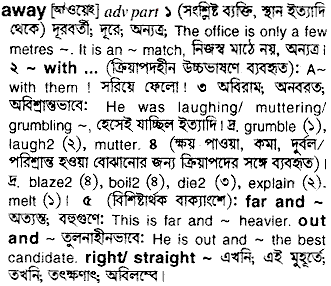 away [অ্যাওয়েই] adv part ১ (সংশ্লিষ্ট ব্যক্তি, স্থান ইত্যাদি
থেকে) দূরবর্তী; দূরে; অন্যত্র; The office is only a few
metres ~. It is an ~ match, নিজস্ব মাঠে নয়, অন্যত্র।
২ ~ with ... (ক্রিয়াপদহীন উচ্চভাষণে ব্যবহৃত): A~
with them ! সরিয়ে ফেলো! ৩ অবিরাম; অনবরত;
অবিশ্রান্তভাবে: He was laughing/ muttering/
grumbling ~, হেসেই যাচ্ছিল ইত্যাদি। দ্র. grumble (১),
laugh2 (২), mutter. ৪ (ক্ষয় পাওয়া, কমা, দুর্বল/
পরিশ্রান্ত হওয়া বোঝানোর জন্য ক্রিয়াপদের সঙ্গে ব্যবহৃত)।
দ্র. blaze2 (৪), boil2 (৪), die2 (৩), explain (২),
melt (১)। ৫ (বিশিষ্টার্থক বাক্যাংশে): far and ~
অত্যন্ত; বহুগুণে: This is far and ~ heavier. out
and ~ তুলনাহীনভাবে: He is out and ~ the best
candidate. right/ straight ~ এখনি; এই মুহূর্তে;
তখনি; তৎক্ষণাৎ; অবিলম্বে।